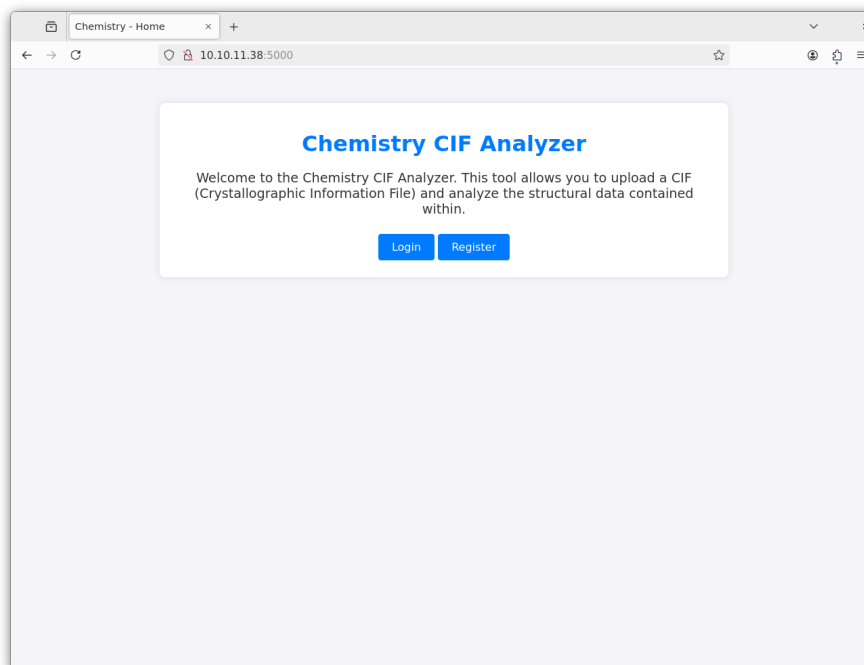 Chemistry - Home
10.10.11.38:5000
Chemistry CIF Analyzer
Welcome to the Chemistry CIF Analyzer. This tool allows you to upload a CIF
(Crystallographic Information File) and analyze the structural data contained
within.
Login Register